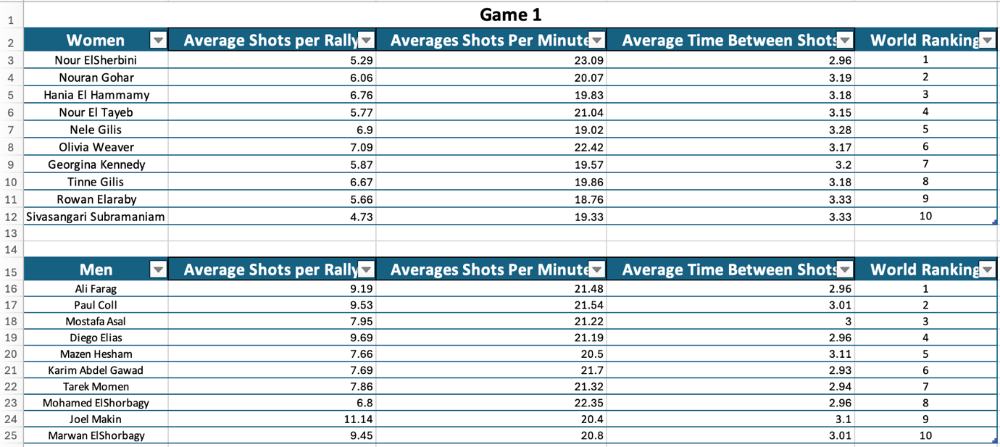 1 Game 1
2 Women Average Shots per Rally Averages Shots Per Minute Average Time Between Shots World Ranking
3 Nour ElSherbini 5.29 23.09 2.96 1
4 Nouran Gohar 6.06 20.07 3.19 2
5 Hania El Hammamy 6.76 19.83 3.18 3
6 Nour El Tayeb 5.77 21.04 3.15 4
7 Nele Gilis 6.9 19.02 3.28 5
8 Olivia Weaver 7.09 22.42 3.17 6
9 Georgina Kennedy 5.87 19.57 3.2 7
10 Tinne Gilis 6.67 19.86 3.18 8
11 Rowan Elaraby 5.66 18.76 3.33 9
12 Sivasangari Subramaniam 4.73 19.33 3.33 10
13
14
15 Men Average Shots per Rally Averages Shots Per Minute Average Time Between Shots World Ranking
16 Ali Farag 9.19 21.48 2.96 1
17 Paul Coll 9.53 21.54 3.01 2
18 Mostafa Asal 7.95 21.22 3 3
19 Diego Elias 9.69 21.19 2.96 4
20 Mazen Hesham 7.66 20.5 3.11 5
21 Karim Abdel Gawad 7.69 21.7 2.93 6
22 Tarek Momen 7.86 21.32 2.94 7
23 Mohamed ElShorbagy 6.8 22.35 2.96 8
24 Joel Makin 11.14 20.4 3.1 9
25 Marwan ElShorbagy 9.45 20.8 3.01 10